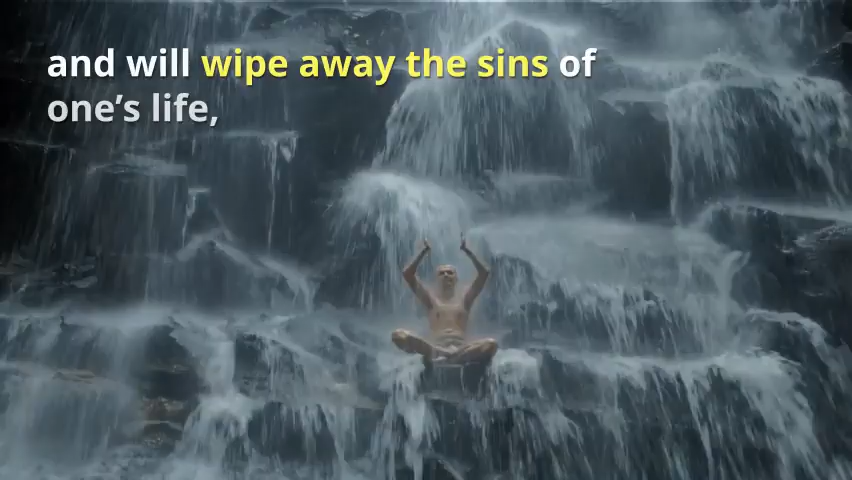 and will wipe away the sins of
one’s life,